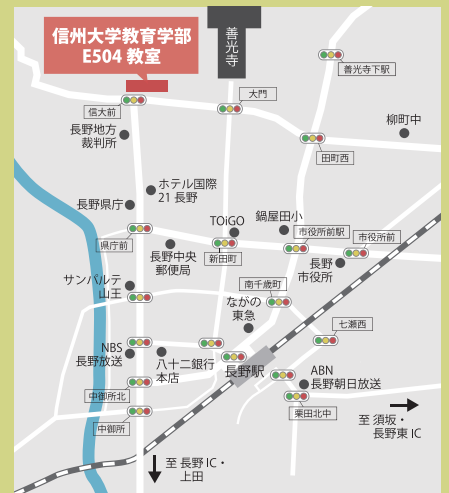 信州大学教育学部
E504 教室
善光寺
善光寺下駅
大門
信大前
柳町中
長野地方
裁判所
田町西
ホテル国際
21 長野
長野県庁
TOiGO
鍋屋田小
県庁前
市役所前駅
市役所前
長野中央
郵便局
新田町
長野
市役所
サンパルテ
山王
南千歳町
ながの
東急
七瀬西
NBS
長野放送
八十二銀行
本店
長野駅
ABN
長野朝日放送
中御所北
栗田北中
中御所
至 須坂・
長野東 IC
至 長野 IC・
上田